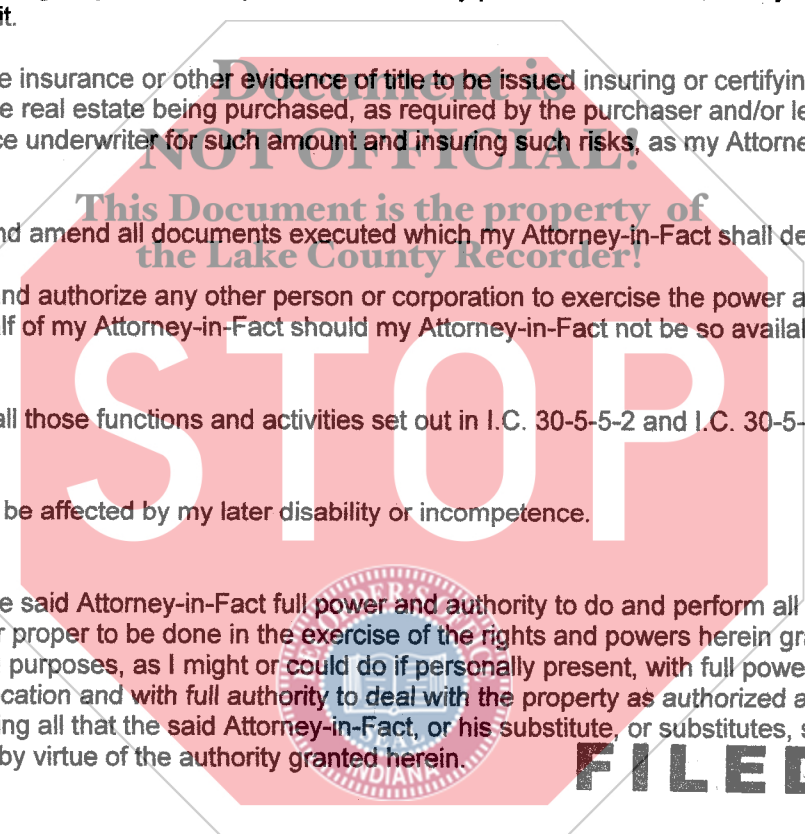 it.
e insurance or other evidence of title to be issued insuring or certifyin
Document is
e real estate being purchased, as required by the purchaser and/or le
ce underwriter for such amount and insuring such risks, as my Attorne
NOT OFFICIAL!
This Document is the property of
nd amend all documents executed which my Attorney-in-Fact shall de
the Lake County Recorder!
nd authorize any other person or corporation to exercise the power a
lf of my Attorney-in-Fact should my Attorney-in-Fact not be so availal
STOP
all those functions and activities set out in I.C. 30-5-5-2 and I.C. 30-5-
be affected by my later disability or incompetence.
e said Attorney-in-Fact full power and authority to do and perform all
r proper to be done in the exercise of the rights and powers herein gra
purposes, as I might or could do if personally present, with full powe
cation and with full authority to deal with the property as authorized a
ing all that the said Attorney-in-Fact, or his substitute, or substitutes, s
SEAL
by virtue of the authority granted herein.
INDIANA
FILED